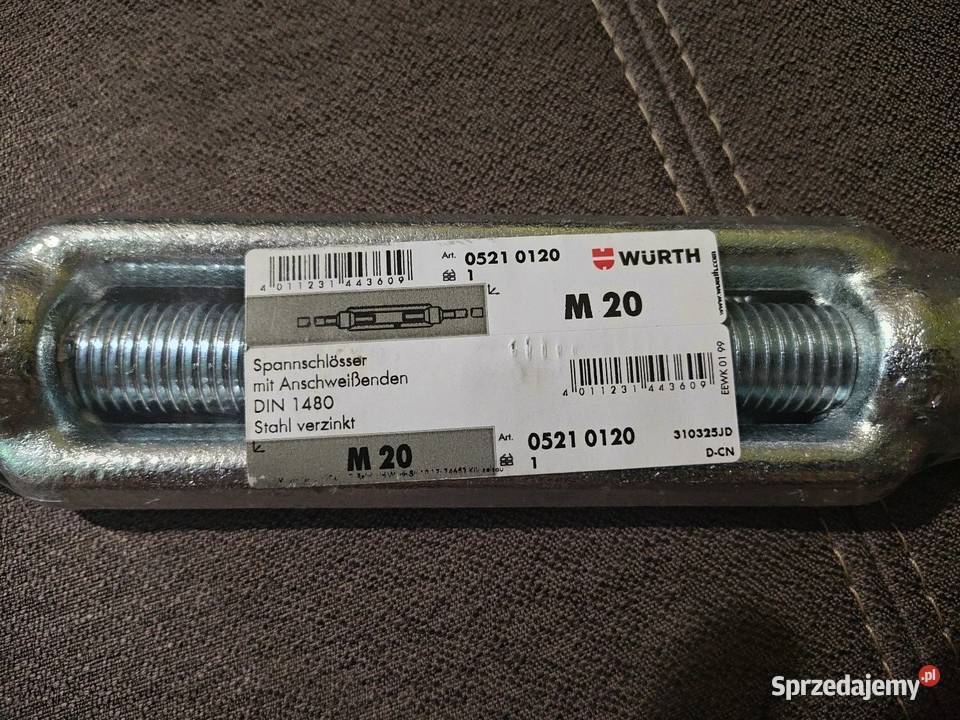 Art. 0521 0120
1
WÜRTH
www.wuerth.com
4 011231 443609
M 20
Spannschlösser
mit Anschweißenden
DIN 1480
Stahl verzinkt
4 011231 443609
EEWK 01 99
M 20
Art. 0521 0120
1
310325JD
D-CN
Sprzedajemy.pl